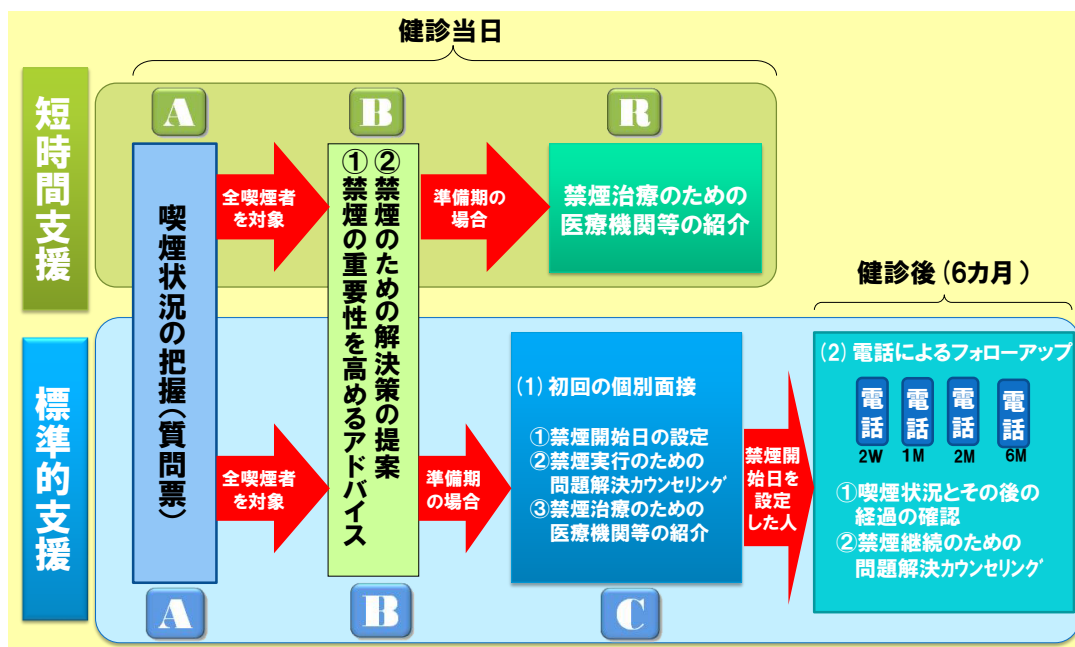 健診当日
短時間支援
A
B
R
喫煙状況の把握(質問票)
全喫煙者
を対象
①禁煙の重要性を高めるアドバイス
②禁煙のための解決策の提案
準備期の
場合
禁煙治療のための
医療機関等の紹介
健診後(6カ月)
標準的支援
全喫煙者
を対象
準備期
の場合
(1)初回の個別面接
①禁煙開始日の設定
②禁煙実行のための
問題解決カウンセリング
③禁煙治療のための
医療機関等の紹介
禁煙開
始日を
設定
した人
(2)電話によるフォローアップ
電話
電話
電話
電話
2W
1M
2M
6M
①喫煙状況とその後の
経過の確認
②禁煙継続のための
問題解決カウンセリング
A
B
C